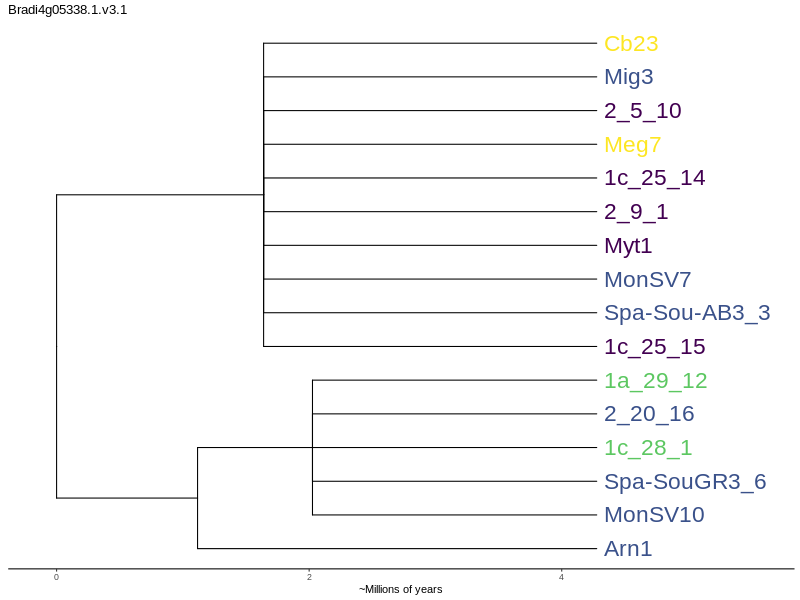 Bradi4g05338.1.v3.1
Cb23
Mig3
2_5_10
Meg7
1c_25_14
2_9_1
Myt1
MonSV7
Spa-Sou-AB3_3
1c_25_15
1a_29_12
2_20_16
1c_28_1
Spa-SouGR3_6
MonSV10
Arn1
0 2 4
~Millions of years